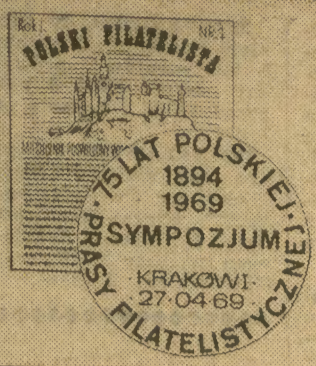 Rok I. NR. 1
POLSKI FILATELISTA
75 LAT POLSKIEJ
PRASY FILATELISTYCZNEJ
1894
1969
SYMPOZJUM
KRAKÓW 1
27.04.69